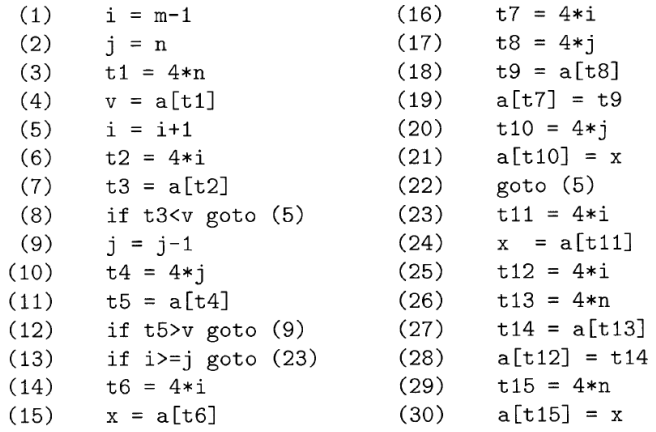 (1) i = m-1
(2) j = n
(3) t1 = 4*n
(4) v = a[t1]
(5) i = i+1
(6) t2 = 4*i
(7) t3 = a[t2]
(8) if t3<v goto (5)
(9) j = j-1
(10) t4 = 4*j
(11) t5 = a[t4]
(12) if t5>v goto (9)
(13) if i>=j goto (23)
(14) t6 = 4*i
(15) x = a[t6]
(16) t7 = 4*i
(17) t8 = 4*j
(18) t9 = a[t8]
(19) a[t7] = t9
(20) t10 = 4*j
(21) a[t10] = x
(22) goto (5)
(23) t11 = 4*i
(24) x = a[t11]
(25) t12 = 4*i
(26) t13 = 4*n
(27) t14 = a[t13]
(28) a[t12] = t14
(29) t15 = 4*n
(30) a[t15] = x